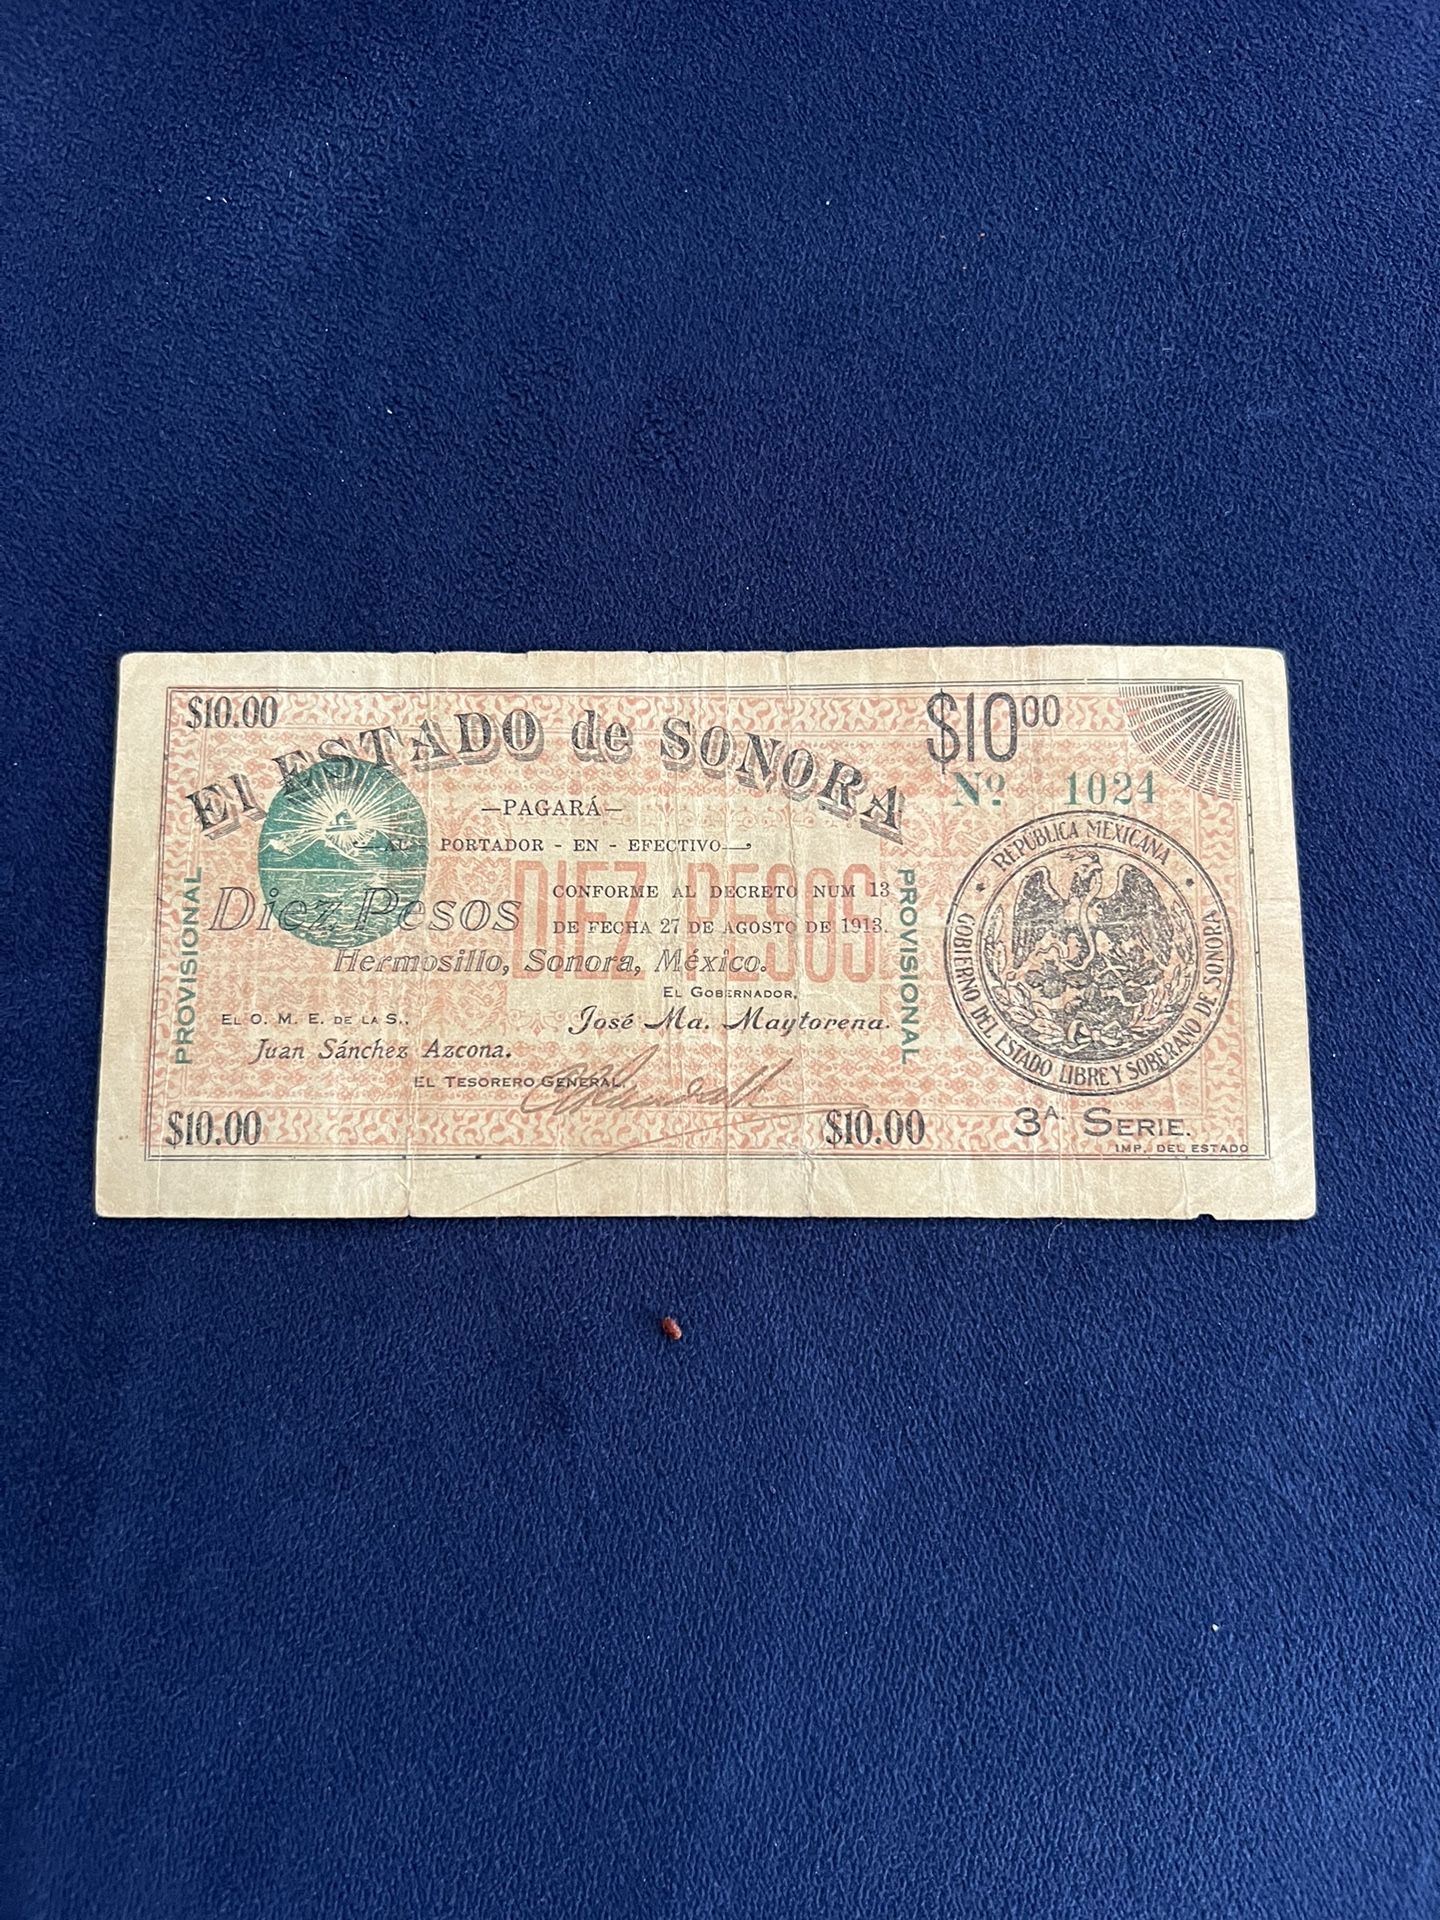 $10.00
$10⁰⁰
El ESTADO de SONORA
Nº 1024
—PAGARÁ—
AL - PORTADOR - EN - EFECTIVO
Diez Pesos
DIEZ PESOS
CONFORME AL DECRETO NUM 13
DE FECHA 27 DE AGOSTO DE 1913.
Hermosillo, Sonora, México.
PROVISIONAL
PROVISIONAL
EL GOBERNADOR,
José Ma. Maytorena.
EL O. M. E. DE LA S.,
Juan Sánchez Azcona.
EL TESORERO GENERAL,
REPÚBLICA MEXICANA
GOBIERNO DEL ESTADO LIBRE Y SOBERANO DE SONORA
$10.00
$10.00
3ᴬ SERIE.
IMP. DEL ESTADO